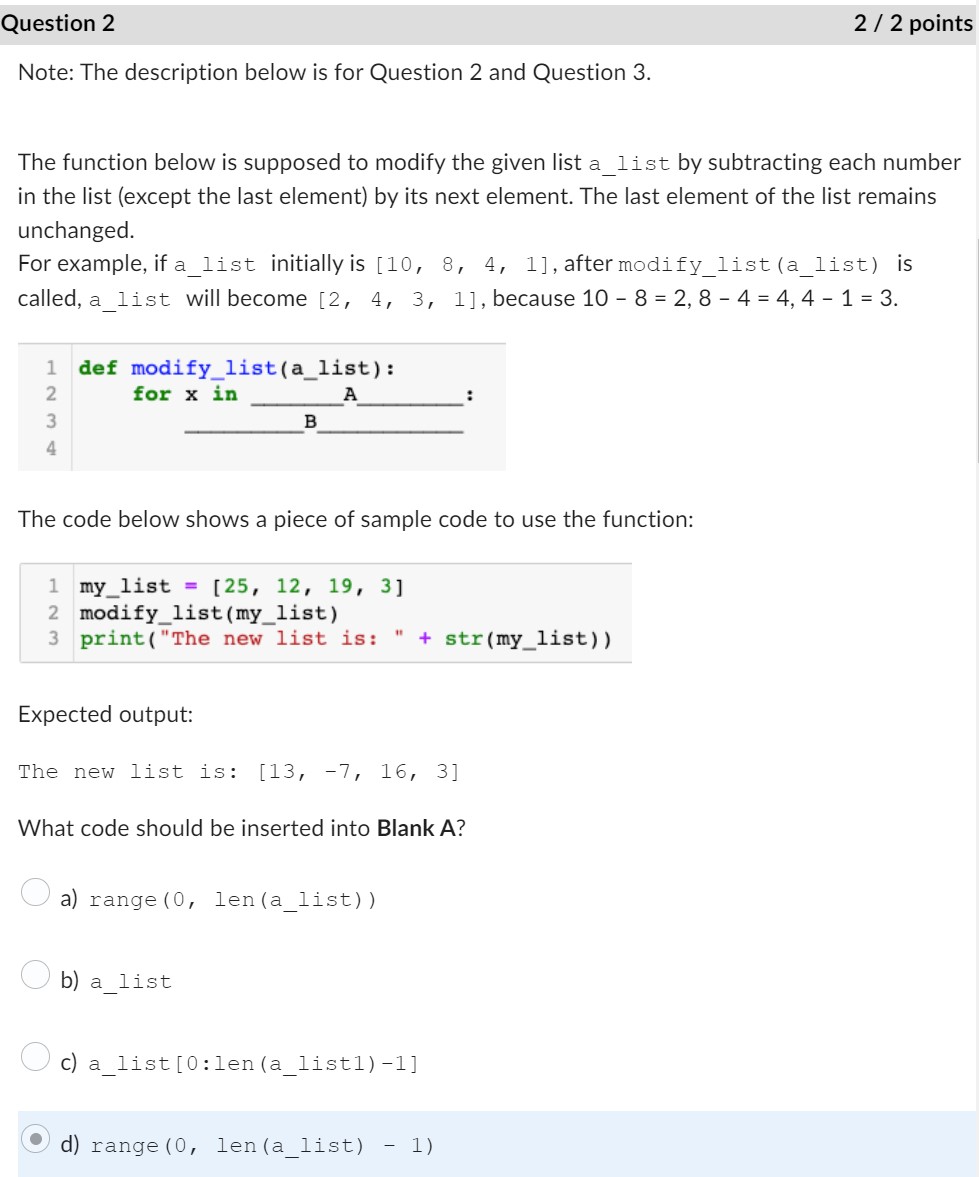 Question 2 2 / 2 points
Note: The description below is for Question 2 and Question 3.
The function below is supposed to modify the given list a_list by subtracting each number
in the list (except the last element) by its next element. The last element of the list remains
unchanged.
For example, if a_list initially is [10, 8, 4, 1], after modify_list(a_list) is
called, a_list will become [2, 4, 3, 1], because 10 – 8 = 2, 8 – 4 = 4, 4 – 1 = 3.
1 def modify_list(a_list):
2 for x in _______A________:
3 _________B___________
4
The code below shows a piece of sample code to use the function:
1 my_list = [25, 12, 19, 3]
2 modify_list(my_list)
3 print("The new list is: " + str(my_list))
Expected output:
The new list is: [13, -7, 16, 3]
What code should be inserted into Blank A?
a) range(0, len(a_list))
b) a_list
c) a_list[0:len(a_list1)-1]
d) range(0, len(a_list) - 1)